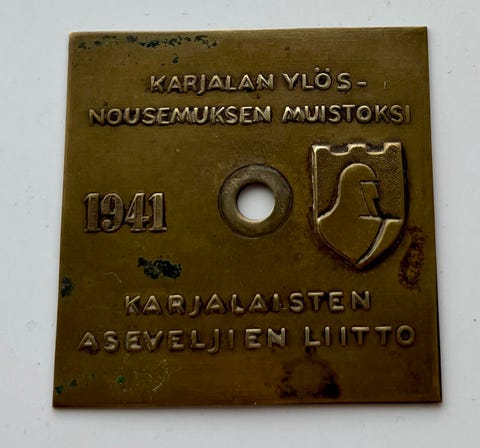 KARJALAN YLÖS-
NOUSEMUKSEN MUISTOKSI
1941
KARJALAISTEN
ASEVELJIEN LIITTO